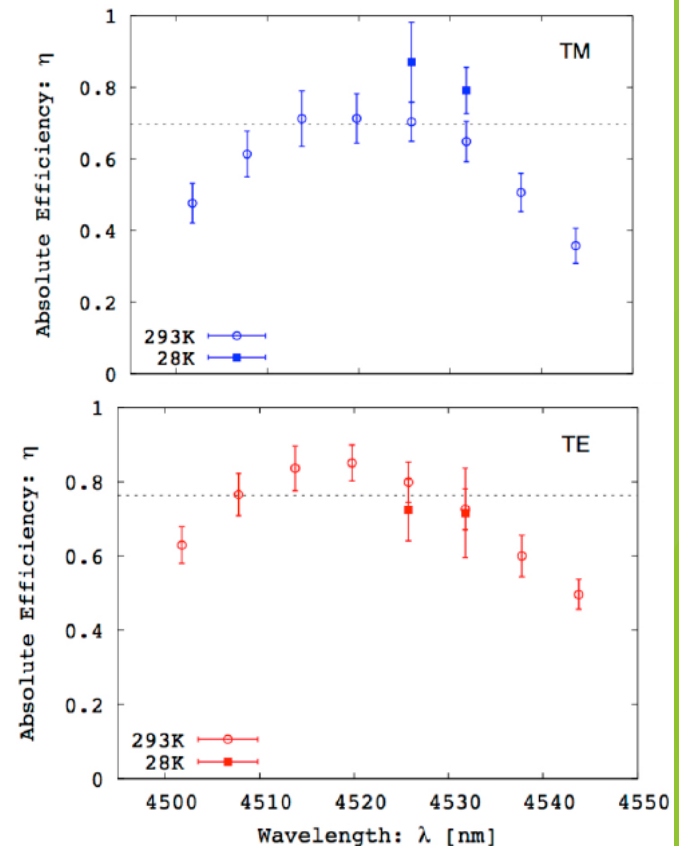 1
TM
0.8
0.6
0.4
0.2
0
Absolute Efficiency: η
293K
28K
1
TE
0.8
0.6
0.4
0.2
0
Absolute Efficiency: η
293K
28K
4500 4510 4520 4530 4540 4550
Wavelength: λ [nm]